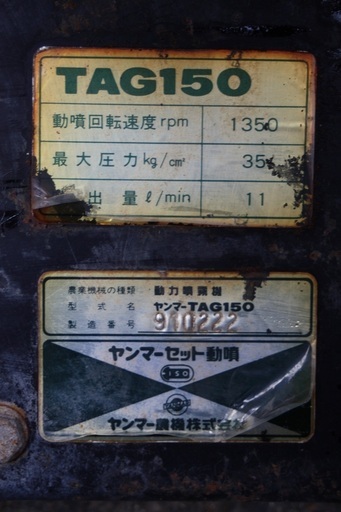 TAG150
動噴回転速度 rpm 1350
最大圧力 kg/cm² 35
出量 ℓ/min 11
農業機械の種類 動力噴霧機
型式名 ヤンマーTAG150
製造番号 910222
ヤンマーセット動噴
ISO
ヤンマー農機株式会社